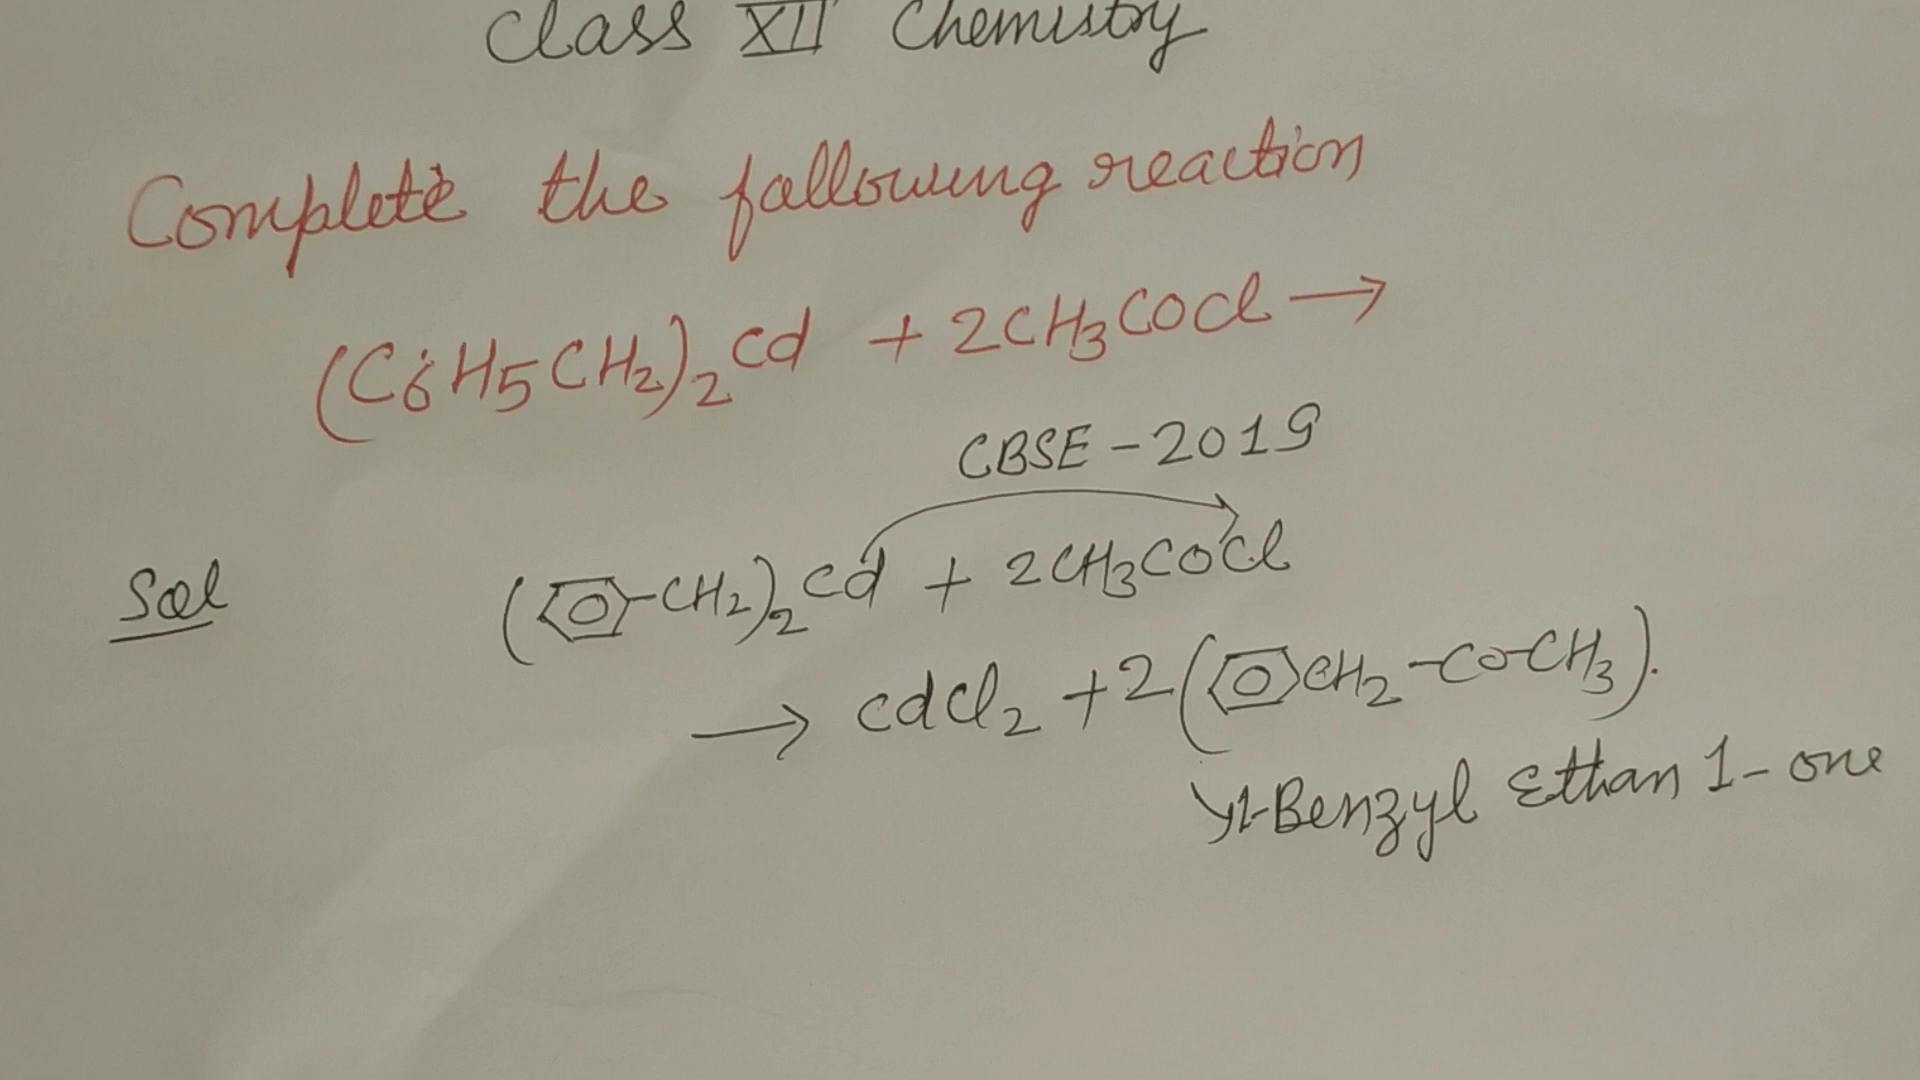 Class XII Chemistry
Complete the following reaction
(C6H5CH2)2Cd + 2CH3COCl →
CBSE - 2019
Sol (-CH2)2Cd + 2CH3COCl
→ CdCl2 + 2(CH2-CO-CH3).
1-Benzyl Ethan 1-one